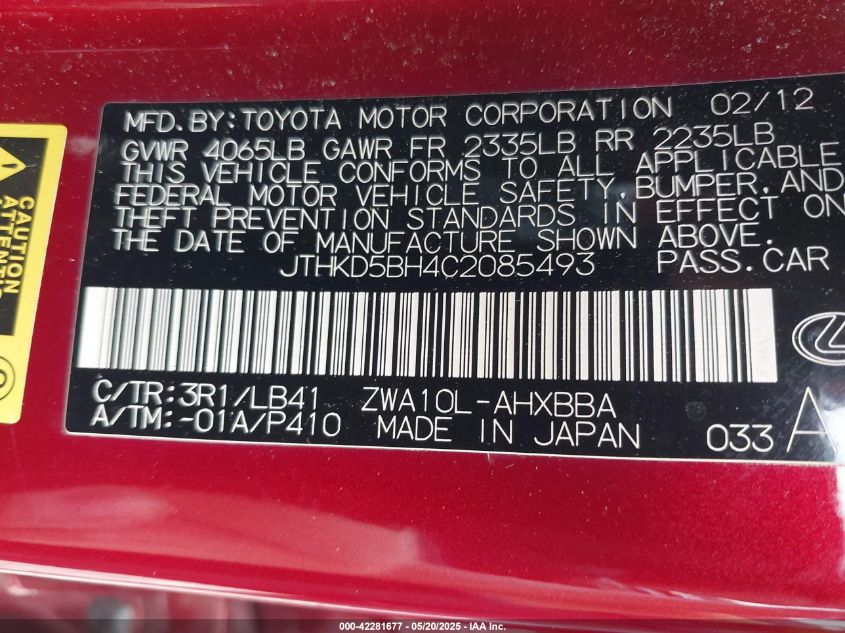 MFD.BY:TOYOTA MOTOR CORPORATION 02/12
GVWR 4065LB GAWR FR 2335LB RR 2235LB
THIS VEHICLE CONFORMS TO ALL APPLICABLE
FEDERAL MOTOR VEHICLE SAFETY,BUMPER,AND
THEFT PREVENTION STANDARDS IN EFFECT ON
THE DATE OF MANUFACTURE SHOWN ABOVE.
JTHKD5BH4C2085493 PASS.CAR
C/TR:3R1/LB41 ZWA10L-AHXBBA
A/TM:-01A/P410 MADE IN JAPAN 033 A
CAUTION
000-42281677 - 05/20/2025 - IAA Inc.